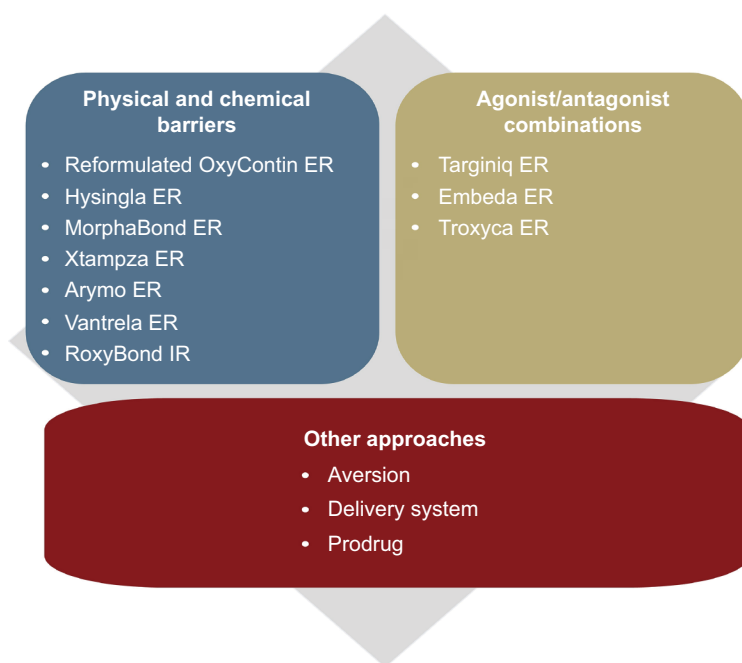 Physical and chemical
barriers
• Reformulated OxyContin ER
• Hysingla ER
• MorphaBond ER
• Xtampza ER
• Arymo ER
• Vantrela ER
• RoxyBond IR
Agonist/antagonist
combinations
• Targiniq ER
• Embeda ER
• Troxyca ER
Other approaches
• Aversion
• Delivery system
• Prodrug